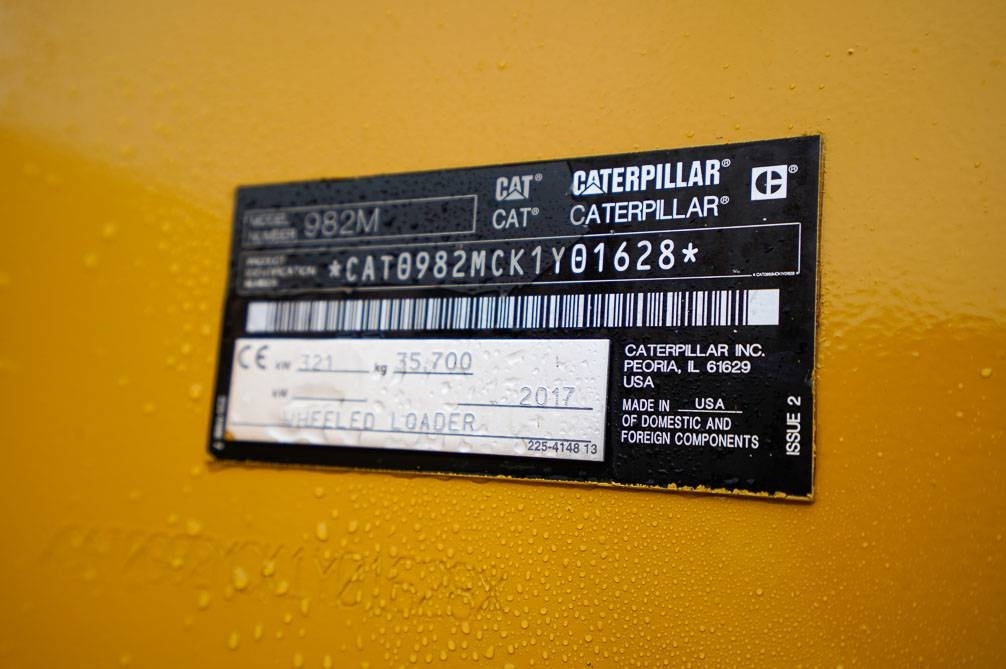 CAT® CATERPILLAR® ®
MODEL NUMBER 982M CAT® CATERPILLAR®
PRODUCT IDENTIFICATION NUMBER *CAT0982MCK1Y01628*
CE kW 321 kg 35,700
kW 2017
WHEELED LOADER
225-4148 13
CATERPILLAR INC.
PEORIA, IL 61629
USA
MADE IN USA
OF DOMESTIC AND
FOREIGN COMPONENTS
ISSUE 2